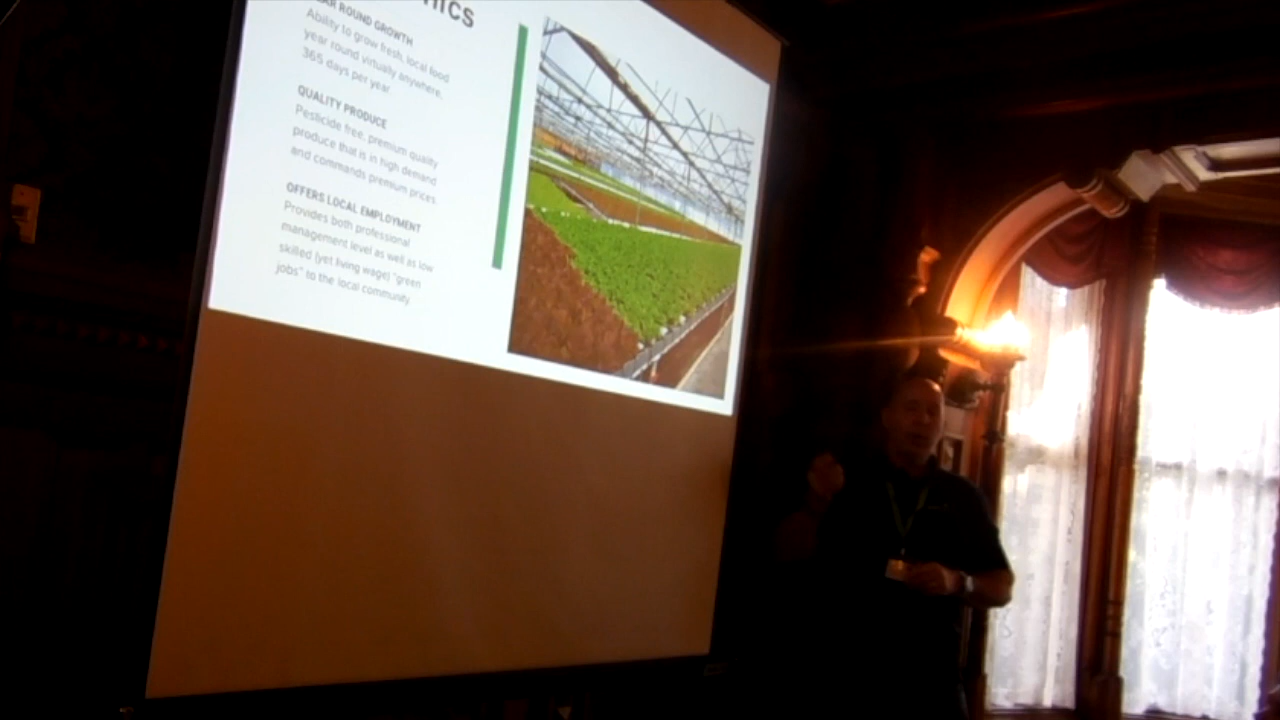 YEAR ROUND GROWTH
Ability to grow fresh, local food
year round virtually anywhere,
365 days per year
QUALITY PRODUCE
Pesticide free, premium quality
produce that is in high demand
and commands premium prices.
OFFERS LOCAL EMPLOYMENT
Provides both professional
management level as well as low
skilled (yet living wage) "green
jobs" to the local community.